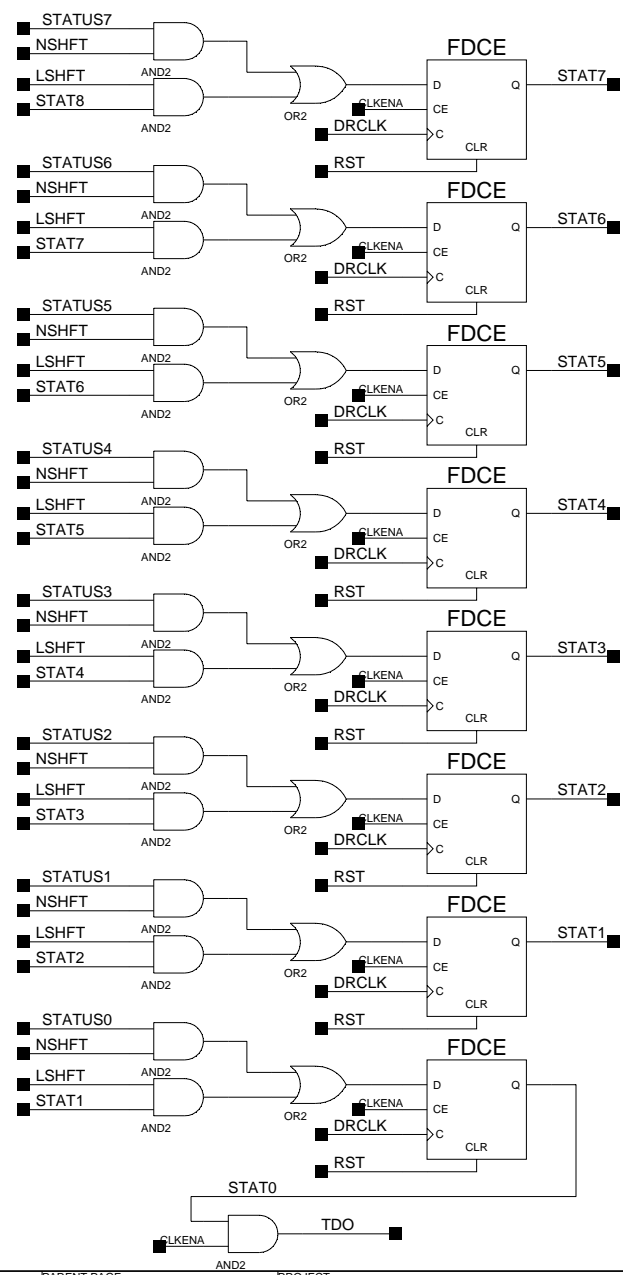 STATUS7
FDCE
NSHFT
AND2
LSHFT
D Q STAT7
STAT8
CLKENA CE
AND2
OR2
DRCLK C
CLR
RST
STATUS6
FDCE
NSHFT
AND2
LSHFT
D Q STAT6
STAT7
CLKENA CE
AND2
OR2
DRCLK C
CLR
RST
STATUS5
FDCE
NSHFT
AND2
LSHFT
D Q STAT5
STAT6
CLKENA CE
AND2
OR2
DRCLK C
CLR
RST
STATUS4
FDCE
NSHFT
AND2
LSHFT
D Q STAT4
STAT5
CLKENA CE
AND2
OR2
DRCLK C
CLR
RST
STATUS3
FDCE
NSHFT
AND2
LSHFT
D Q STAT3
STAT4
CLKENA CE
AND2
OR2
DRCLK C
CLR
RST
STATUS2
FDCE
NSHFT
AND2
LSHFT
D Q STAT2
STAT3
CLKENA CE
AND2
OR2
DRCLK C
CLR
RST
STATUS1
FDCE
NSHFT
AND2
LSHFT
D Q STAT1
STAT2
CLKENA CE
AND2
OR2
DRCLK C
CLR
RST
STATUS0
FDCE
NSHFT
AND2
LSHFT
D Q
STAT1
CLKENA CE
AND2
OR2
DRCLK C
CLR
RST
STAT0
TDO
CLKENA
AND2
PARENT PAGE PROJECT